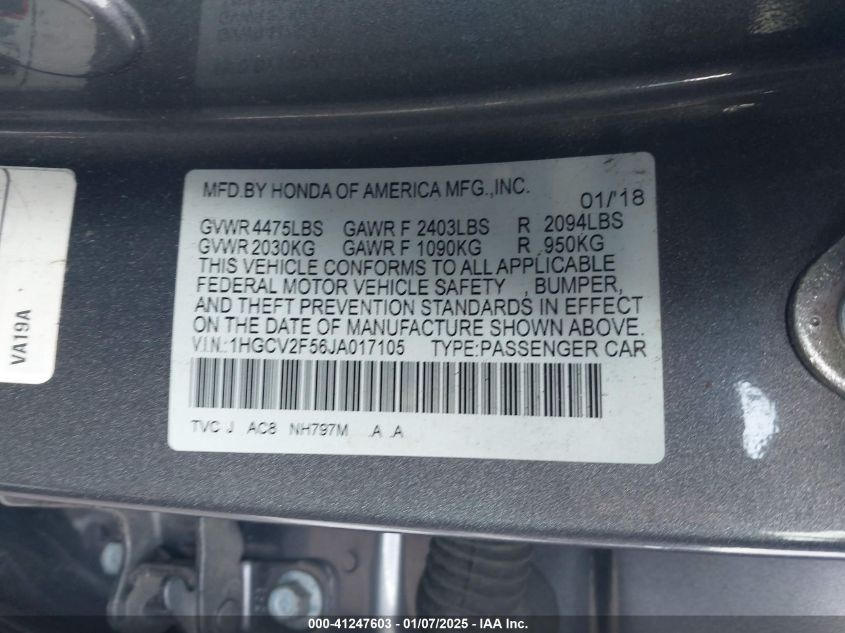 MFD.BY HONDA OF AMERICA MFG.,INC.
01/'18
GVWR 4475LBS GAWR F 2403LBS R 2094LBS
GVWR 2030KG GAWR F 1090KG R 950KG
THIS VEHICLE CONFORMS TO ALL APPLICABLE
FEDERAL MOTOR VEHICLE SAFETY , BUMPER,
AND THEFT PREVENTION STANDARDS IN EFFECT
ON THE DATE OF MANUFACTURE SHOWN ABOVE.
V.I.N.:1HGCV2F56JA017105 TYPE:PASSENGER CAR
TVC J AC8 NH797M .A .A
VA19A
000-41247603 — 01/07/2025 - IAA Inc.